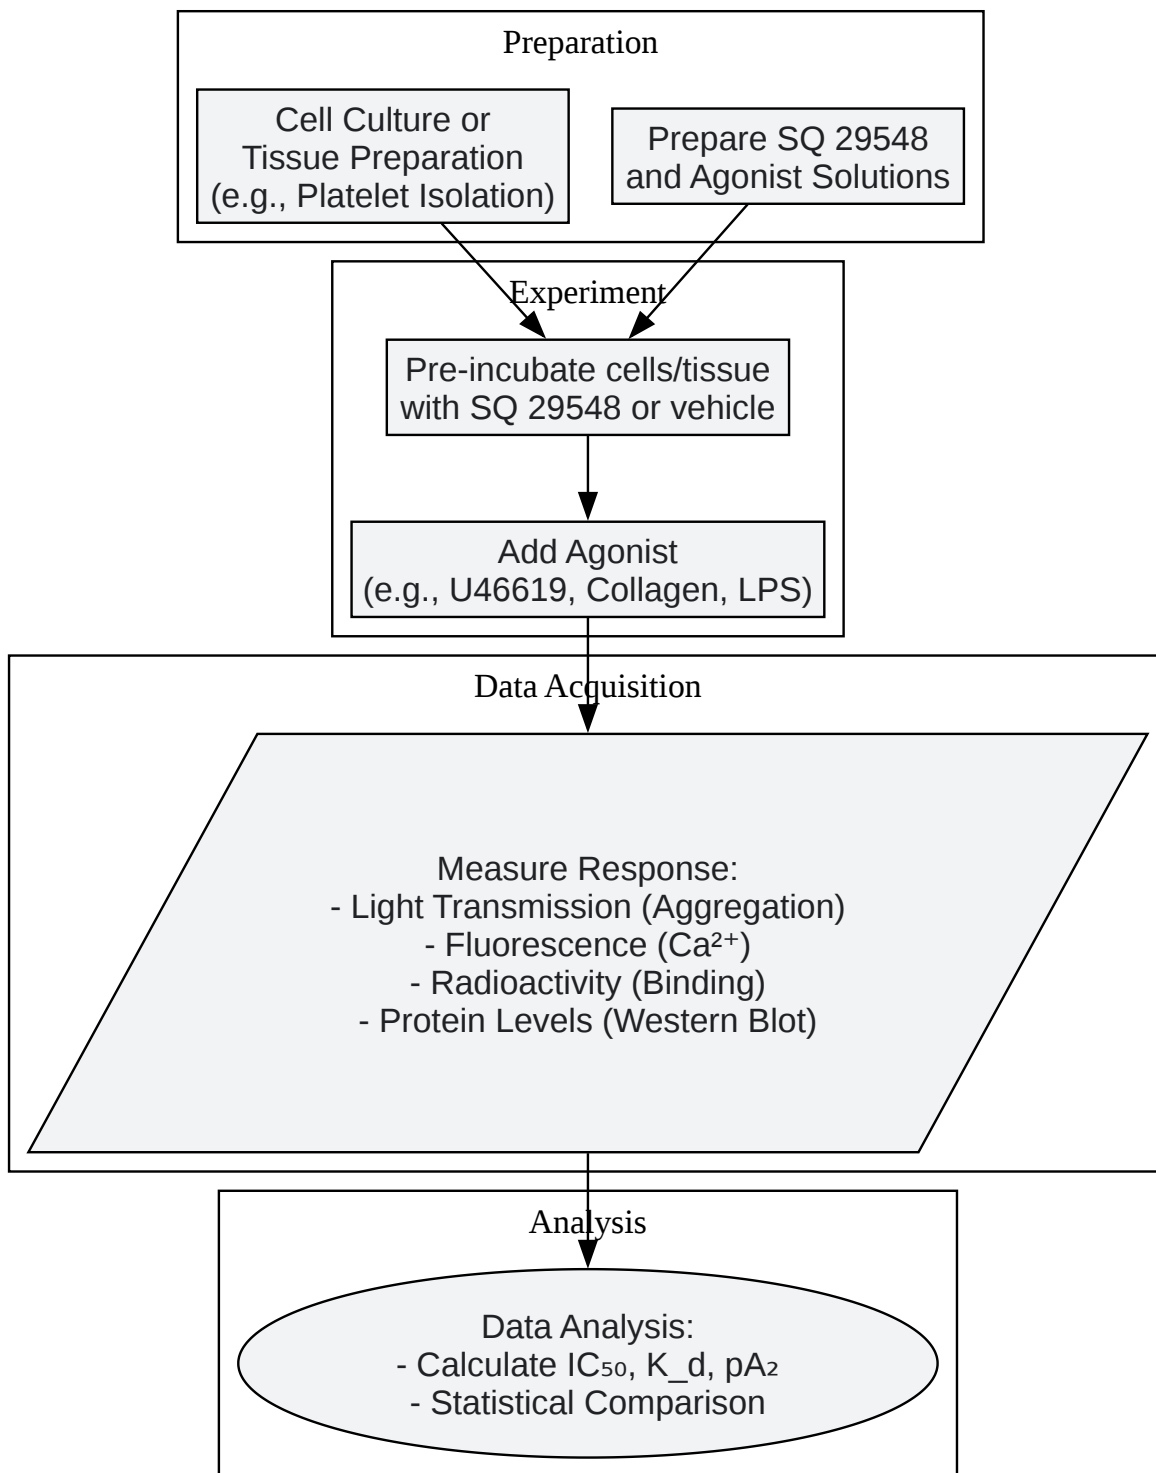 Preparation
Cell Culture or
Tissue Preparation
(e.g., Platelet Isolation)
Prepare SQ 29548
and Agonist Solutions
Experiment
Pre-incubate cells/tissue
with SQ 29548 or vehicle
Add Agonist
(e.g., U46619, Collagen, LPS)
Data Acquisition
Measure Response:
- Light Transmission (Aggregation)
- Fluorescence (Ca²⁺)
- Radioactivity (Binding)
- Protein Levels (Western Blot)
Analysis
Data Analysis:
- Calculate IC₅₀, K_d, pA₂
- Statistical Comparison